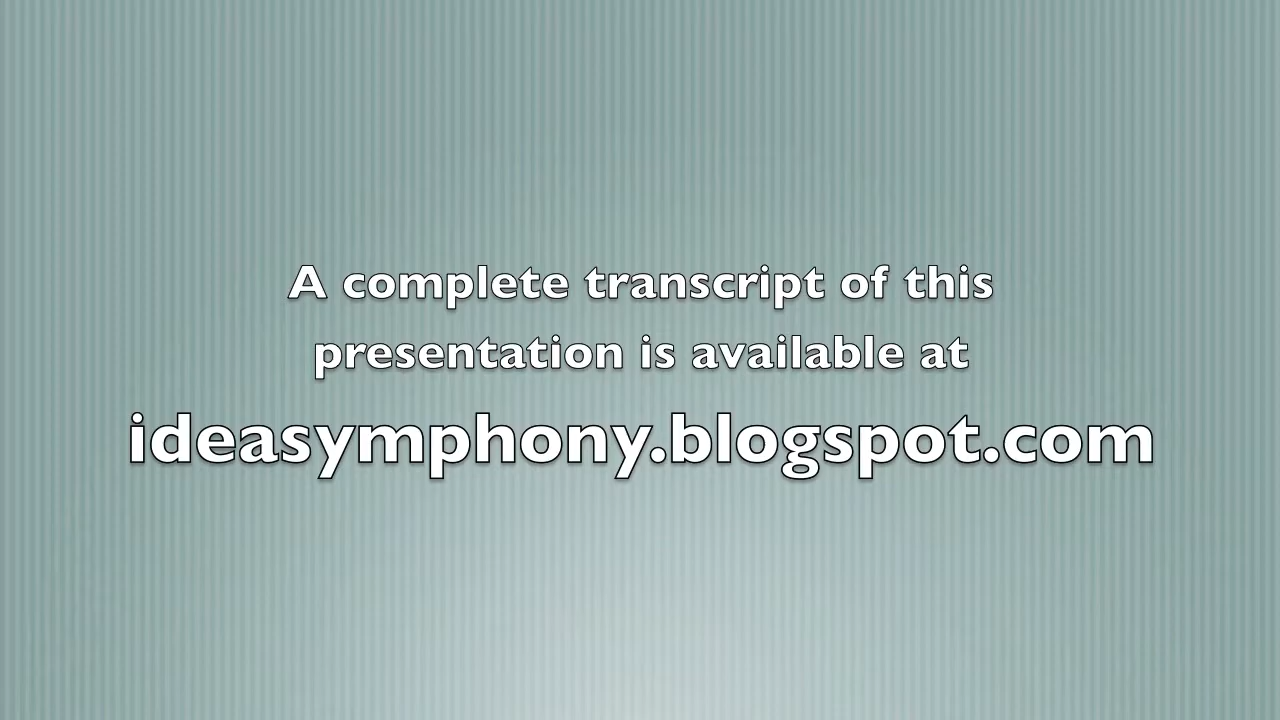 A complete transcript of this
presentation is available at
ideasymphony.blogspot.com